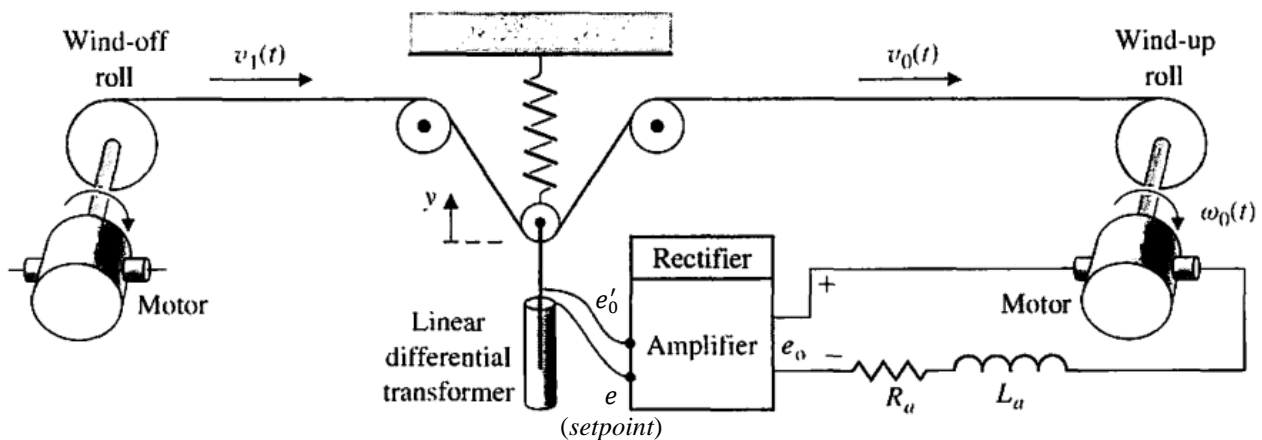 Wind-off
roll
v₁(t)
v₀(t)
Wind-up
roll
y
ω₀(t)
Rectifier
Motor
Linear
differential
transformer
e′₀
e
(setpoint)
Amplifier
eₒ
+
−
Motor
Rₐ
Lₐ